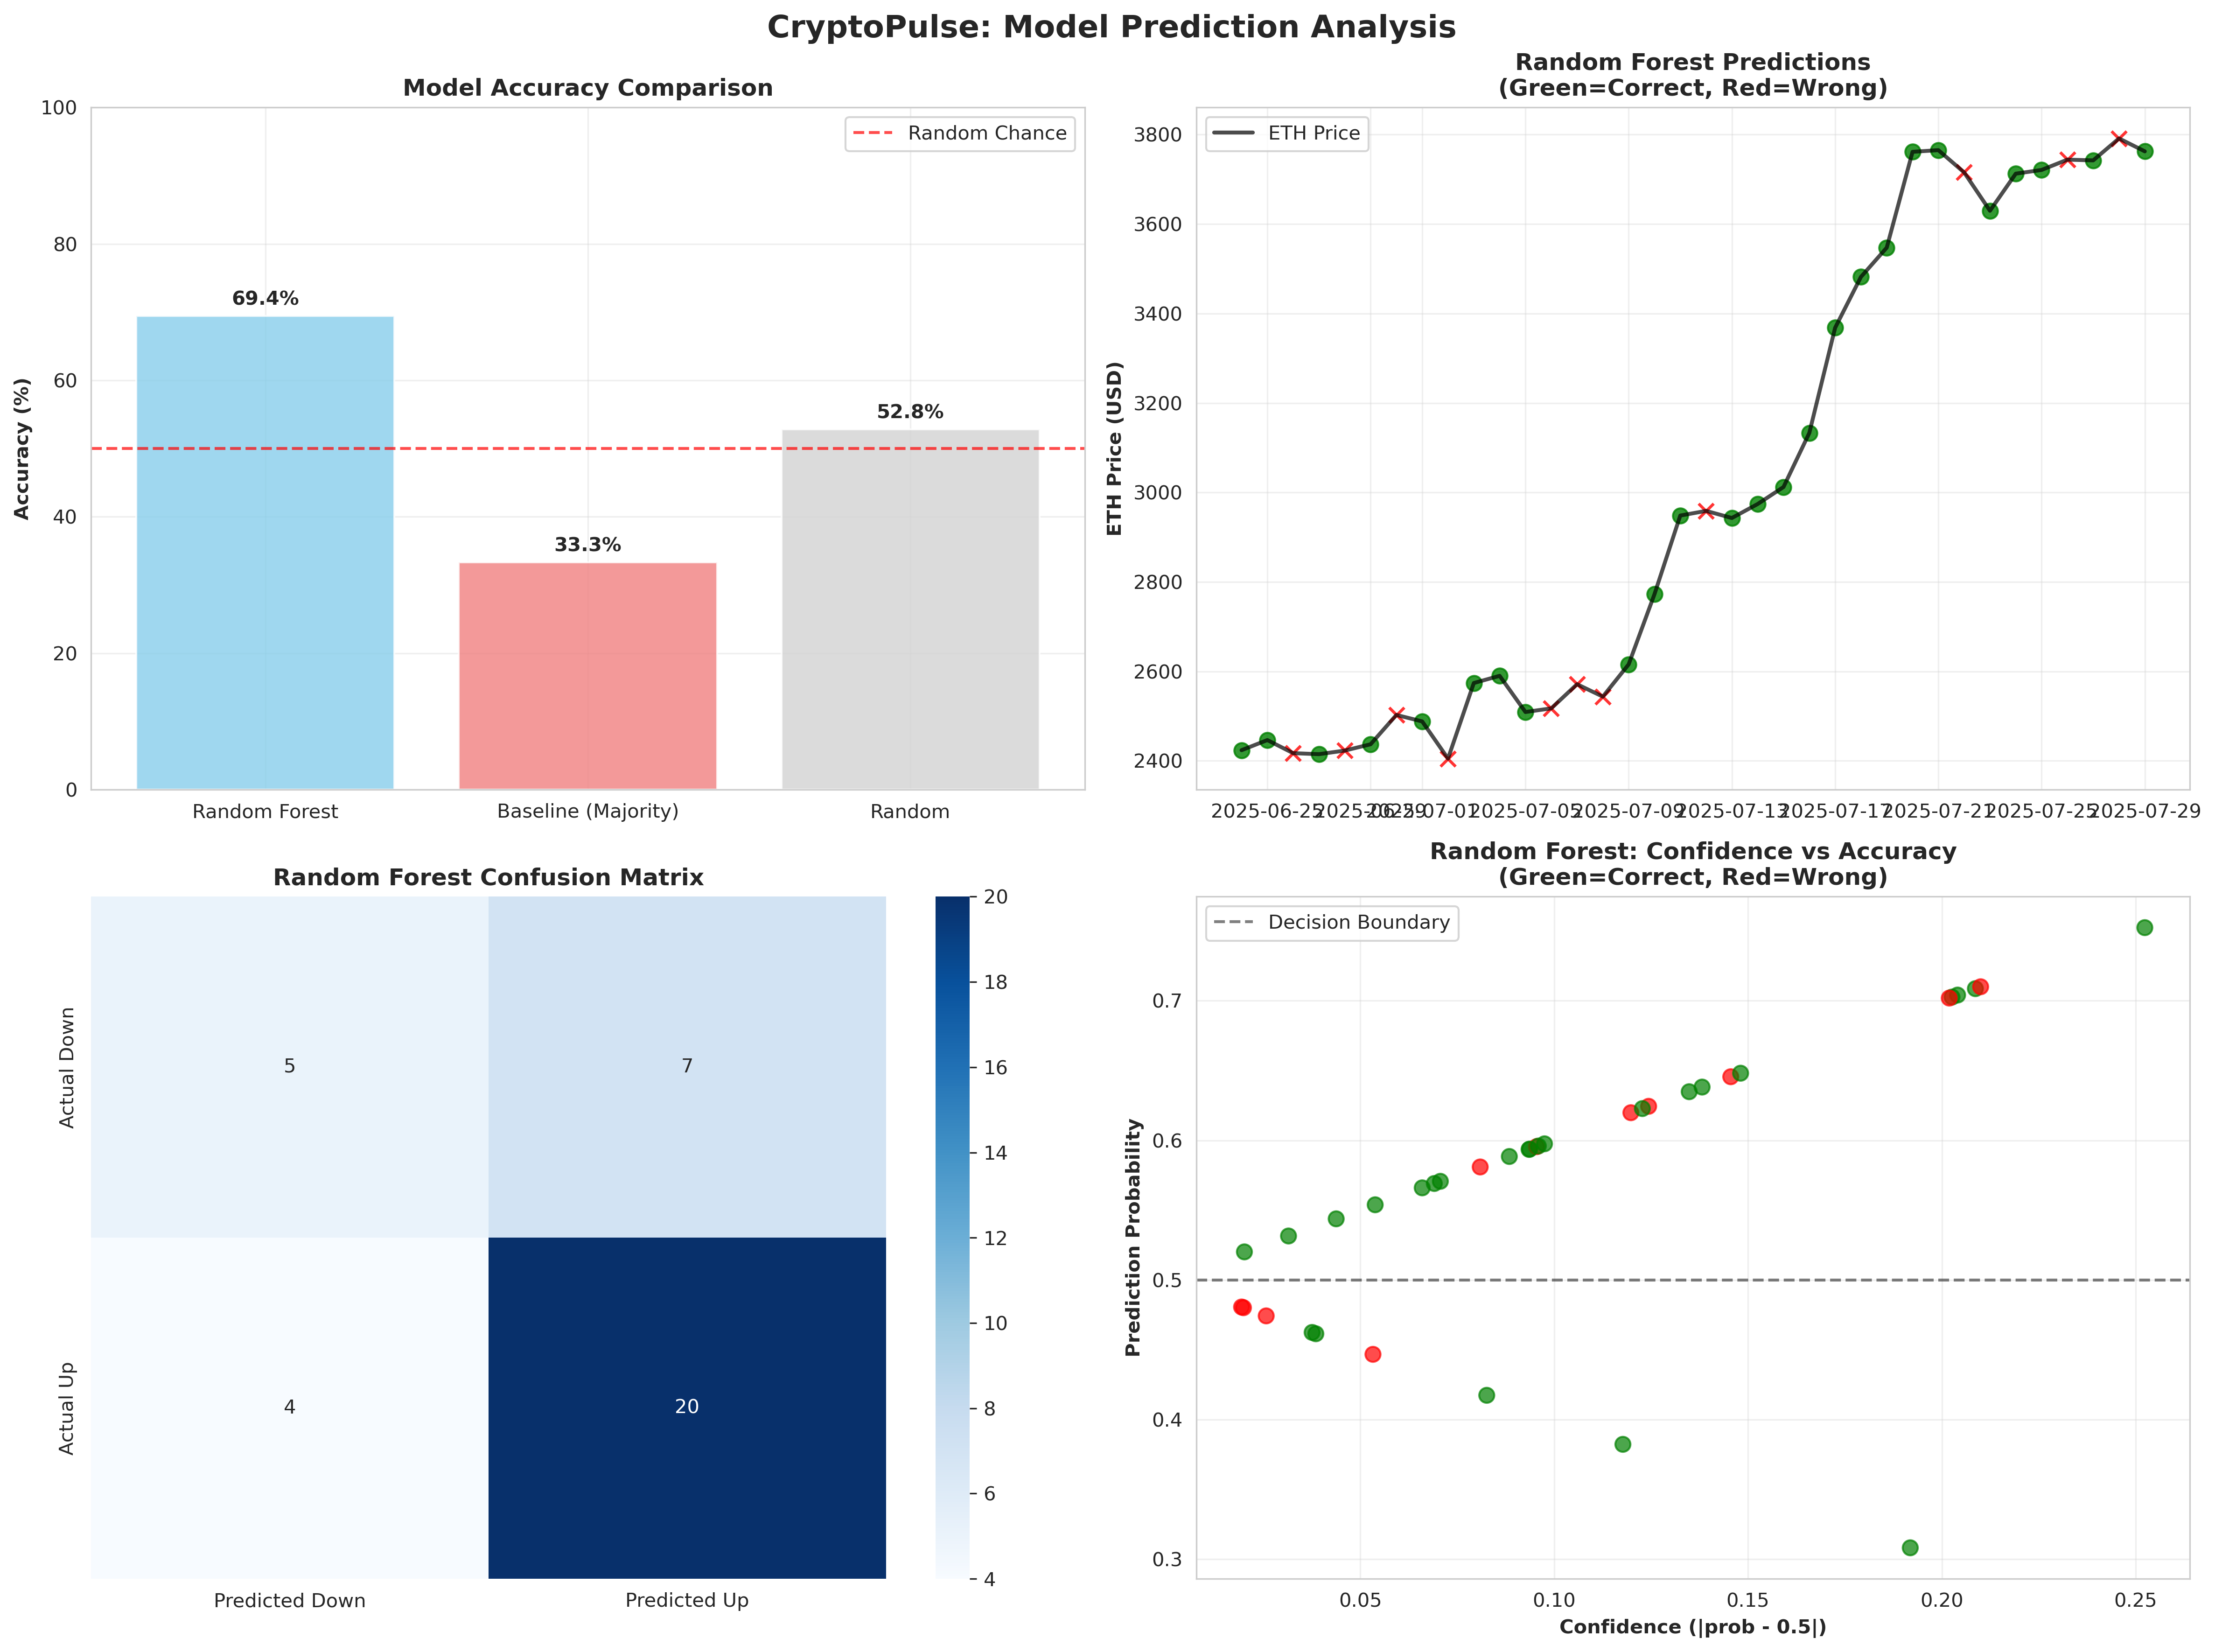 CryptoPulse: Model Prediction Analysis
Model Accuracy Comparison
Random Chance
100
80
60
40
20
0
Accuracy (%)
69.4%
33.3%
52.8%
Random Forest
Baseline (Majority)
Random
Random Forest Predictions
(Green=Correct, Red=Wrong)
ETH Price
3800
3600
3400
3200
3000
2800
2600
2400
ETH Price (USD)
2025-06-25
2025-06-29
2025-07-01
2025-07-05
2025-07-09
2025-07-13
2025-07-17
2025-07-21
2025-07-25
2025-07-29
Random Forest Confusion Matrix
Actual Down
Actual Up
5
7
4
20
Predicted Down
Predicted Up
20
18
16
14
12
10
8
6
4
Random Forest: Confidence vs Accuracy
(Green=Correct, Red=Wrong)
Decision Boundary
0.7
0.6
0.5
0.4
0.3
Prediction Probability
0.05
0.10
0.15
0.20
0.25
Confidence (|prob - 0.5|)